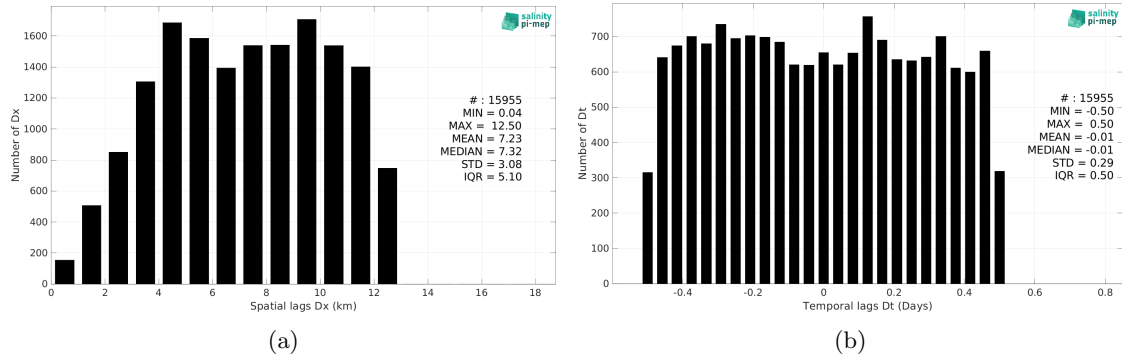 salinity
pi-mep
1600
1400
1200
1000
800
600
400
200
0
Number of Dx
# : 15955
MIN = 0.04
MAX = 12.50
MEAN = 7.23
MEDIAN = 7.32
STD = 3.08
IQR = 5.10
0 2 4 6 8 10 12 14 16 18
Spatial lags Dx (km)
(a)
salinity
pi-mep
700
600
500
400
300
200
100
0
Number of Dt
# : 15955
MIN = -0.50
MAX = 0.50
MEAN = -0.01
MEDIAN = -0.01
STD = 0.29
IQR = 0.50
-0.4 -0.2 0 0.2 0.4 0.6 0.8
Temporal lags Dt (Days)
(b)